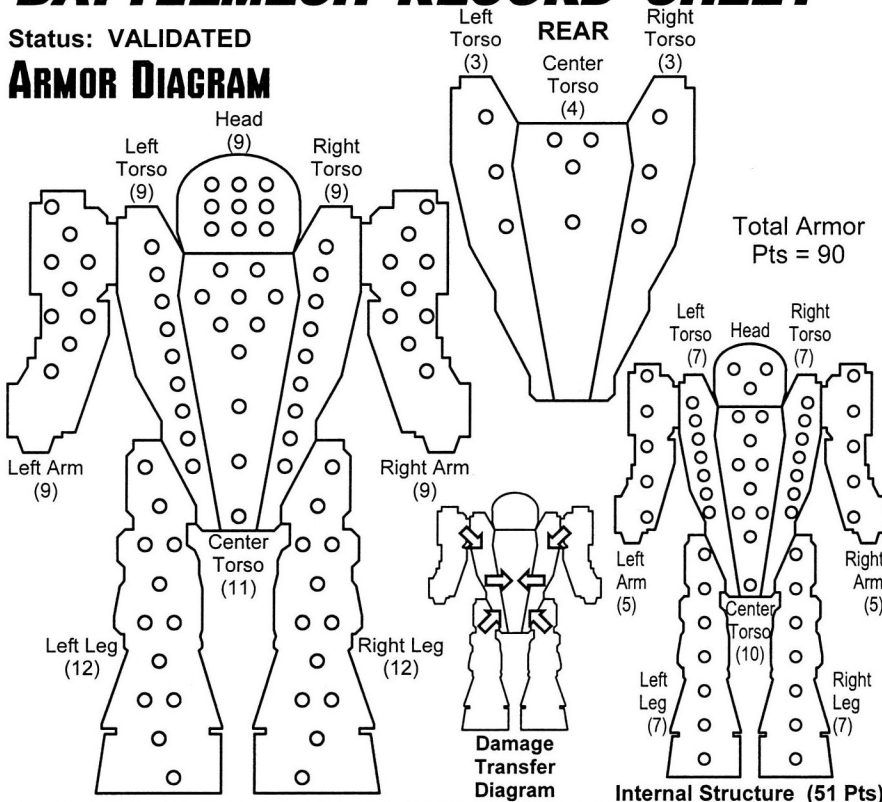 BATTLEMECH RECORD SHEET
Status: VALIDATED
ARMOR DIAGRAM
Head
(9)
Left
Torso
(9)
Right
Torso
(9)
Left Arm
(9)
Right Arm
(9)
Center
Torso
(11)
Left Leg
(12)
Right Leg
(12)
REAR
Left
Torso
(3)
Center
Torso
(4)
Right
Torso
(3)
Total Armor
Pts = 90
Damage
Transfer
Diagram
Left
Torso
(7)
Head
Right
Torso
(7)
Left
Arm
(5)
Right
Arm
(5)
Center
Torso
(10)
Left
Leg
(7)
Right
Leg
(7)
Internal Structure (51 Pts)